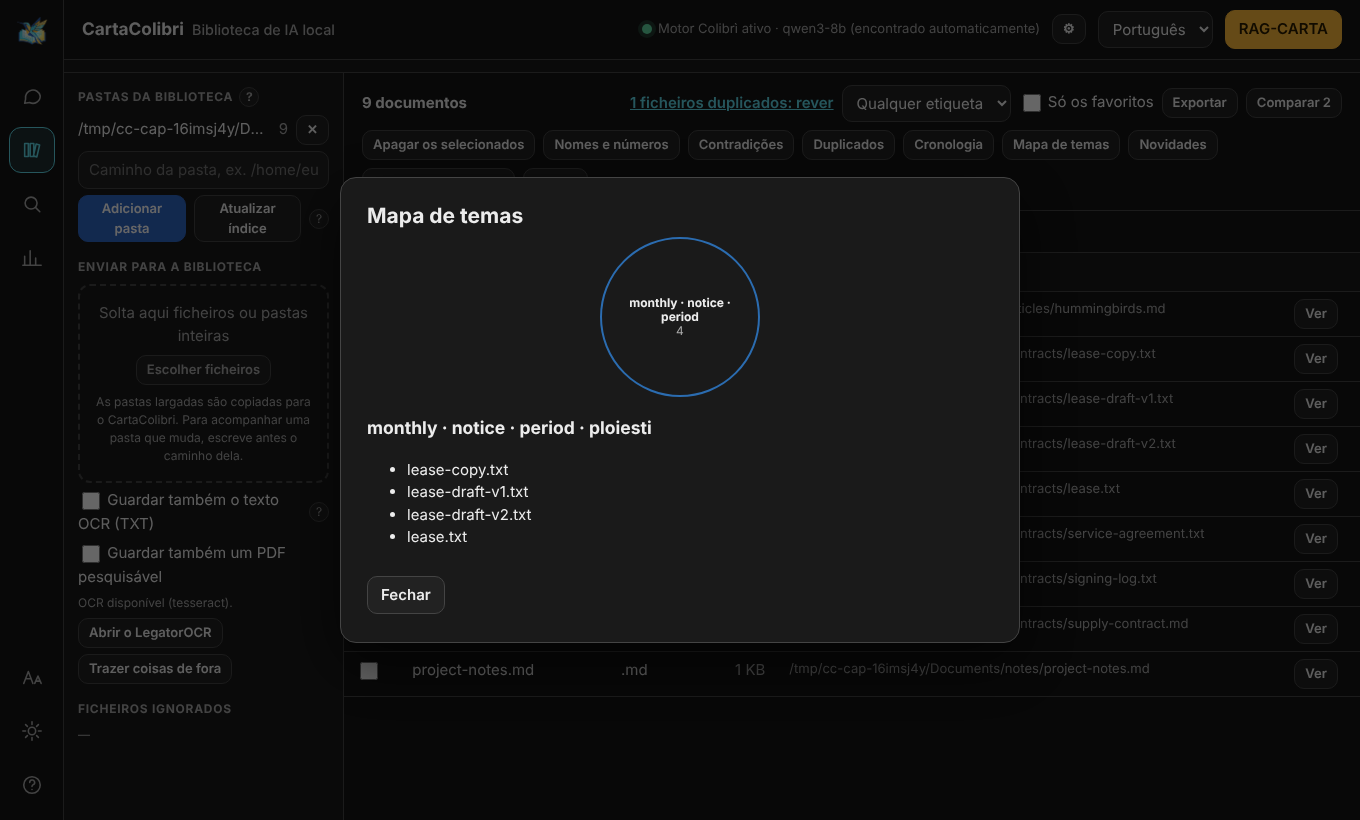 CartaColibri Biblioteca de IA local
Motor Colibri ativo · qwen3-8b (encontrado automaticamente)
⚙
Português
RAG-CARTA
PASTAS DA BIBLIOTECA ?
/tmp/cc-cap-16imsj4y/D... 9 ✕
Caminho da pasta, ex. /home/eu
Adicionar
pasta
Atualizar
índice
?
ENVIAR PARA A BIBLIOTECA
Solta aqui ficheiros ou pastas
inteiras
Escolher ficheiros
As pastas largadas são copiadas para
o CartaColibri. Para acompanhar uma
pasta que muda, escreve antes o
caminho dela.
Guardar também o texto
OCR (TXT)
?
Guardar também um PDF
pesquisável
OCR disponível (tesseract).
Abrir o LegatorOCR
Trazer coisas de fora
FICHEIROS IGNORADOS
—
9 documentos
1 ficheiros duplicados: rever
Qualquer etiqueta
Só os favoritos
Exportar
Comparar 2
Apagar os selecionados
Nomes e números
Contradições
Duplicados
Cronologia
Mapa de temas
Novidades
Mapa de temas
monthly · notice ·
period
4
monthly · notice · period · ploiesti
• lease-copy.txt
• lease-draft-v1.txt
• lease-draft-v2.txt
• lease.txt
Fechar
icles/hummingbirds.md Ver
ntracts/lease-copy.txt Ver
ntracts/lease-draft-v1.txt Ver
ntracts/lease-draft-v2.txt Ver
ntracts/lease.txt Ver
ntracts/service-agreement.txt Ver
ntracts/signing-log.txt Ver
ntracts/supply-contract.md Ver
project-notes.md .md 1 KB /tmp/cc-cap-16imsj4y/Documents/notes/project-notes.md Ver
AA
?